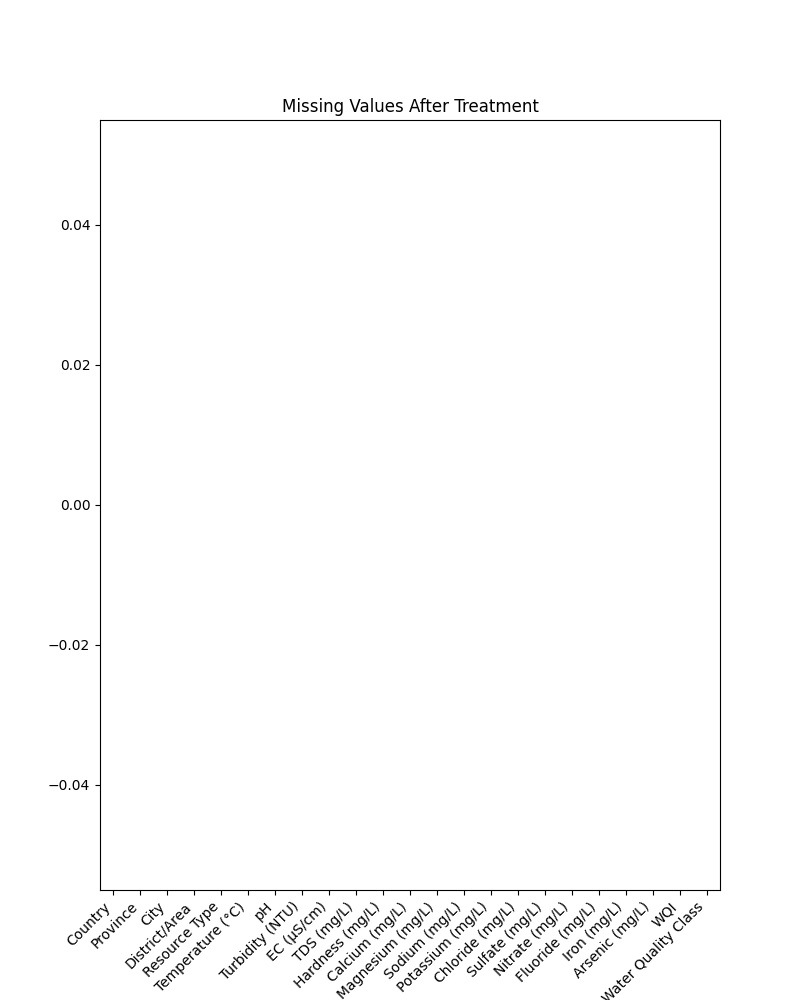 Missing Values After Treatment
0.04
0.02
0.00
−0.02
−0.04
Country
Province
City
District/Area
Resource Type
Temperature (°C)
pH
Turbidity (NTU)
EC (µS/cm)
TDS (mg/L)
Hardness (mg/L)
Calcium (mg/L)
Magnesium (mg/L)
Sodium (mg/L)
Potassium (mg/L)
Chloride (mg/L)
Sulfate (mg/L)
Nitrate (mg/L)
Fluoride (mg/L)
Iron (mg/L)
Arsenic (mg/L)
WQI
Water Quality Class